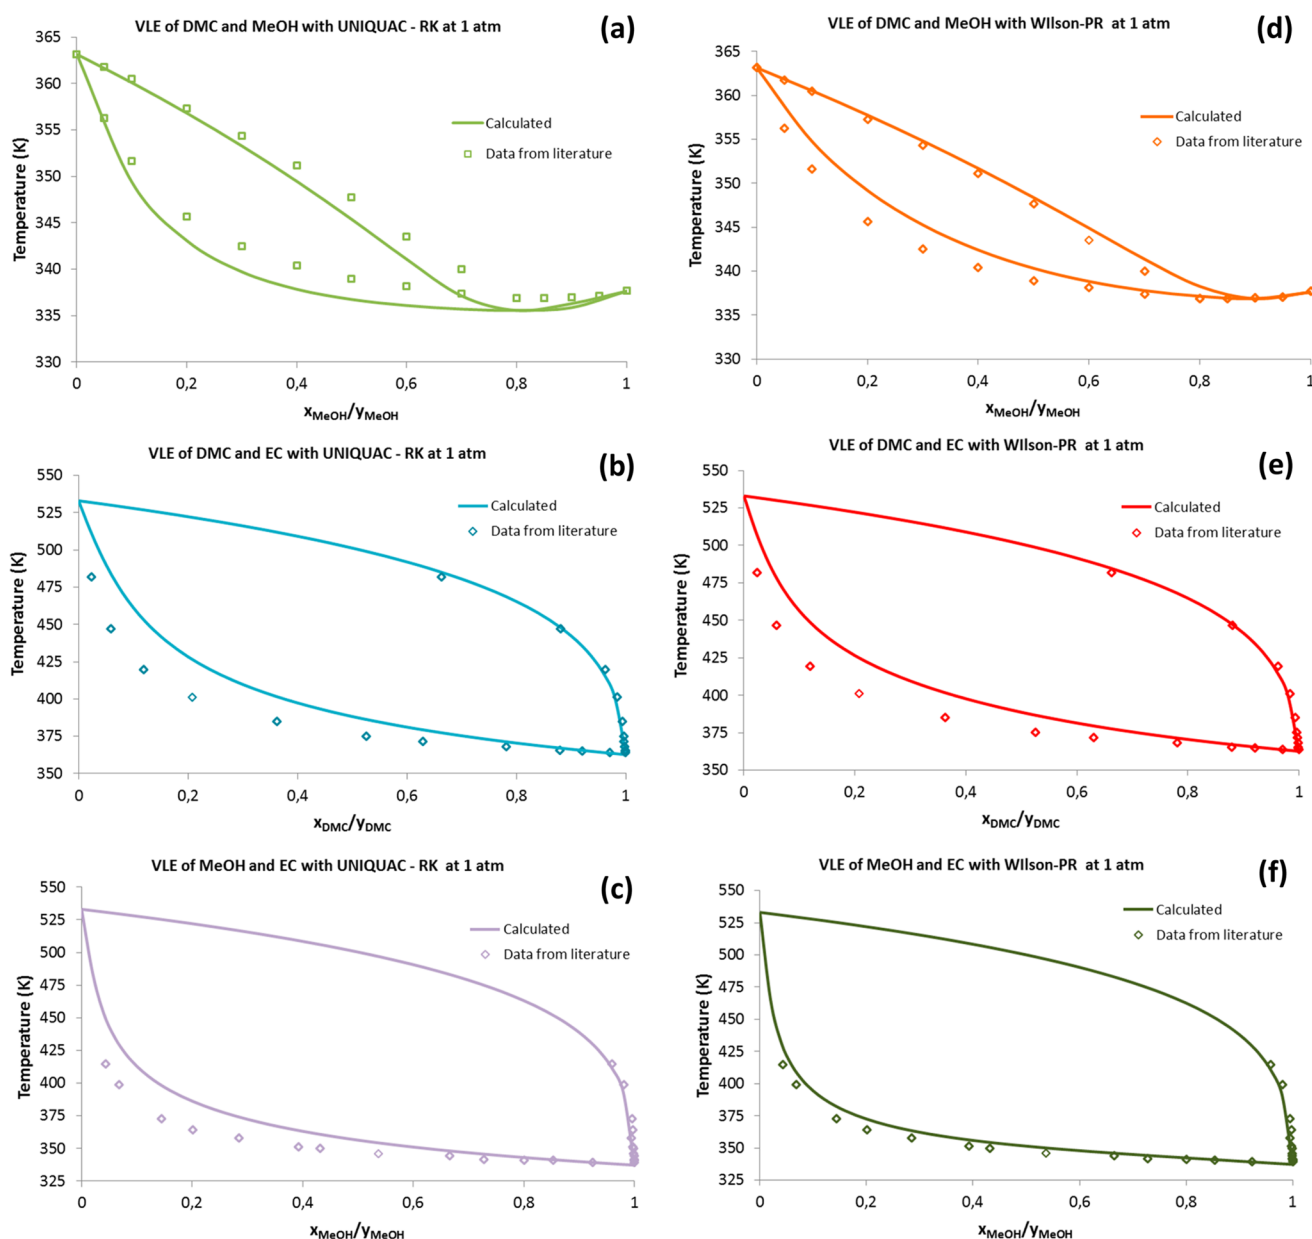 VLE of DMC and MeOH with UNIQUAC - RK at 1 atm
(a)
Temperature (K)
365
360
355
350
345
340
335
330
Calculated
Data from literature
0
0,2
0,4
0,6
0,8
1
xMeOH/yMeOH
VLE of DMC and MeOH with WIlson-PR at 1 atm
(d)
Temperature (K)
365
360
355
350
345
340
335
330
Calculated
Data from literature
0
0,2
0,4
0,6
0,8
1
xMeOH/yMeOH
VLE of DMC and EC with UNIQUAC - RK at 1 atm
(b)
Temperature (K)
550
525
500
475
450
425
400
375
350
Calculated
Data from literature
0
0,2
0,4
0,6
0,8
1
xDMC/yDMC
VLE of DMC and EC with WIlson-PR at 1 atm
(e)
Temperature (K)
550
525
500
475
450
425
400
375
350
Calculated
Data from literature
0
0,2
0,4
0,6
0,8
1
xDMC/yDMC
VLE of MeOH and EC with UNIQUAC - RK at 1 atm
(c)
Temperature (K)
550
525
500
475
450
425
400
375
350
325
Calculated
Data from literature
0
0,2
0,4
0,6
0,8
1
xMeOH/yMeOH
VLE of MeOH and EC with WIlson-PR at 1 atm
(f)
Temperature (K)
550
525
500
475
450
425
400
375
350
325
Calculated
Data from literature
0
0,2
0,4
0,6
0,8
1
xMeOH/yMeOH